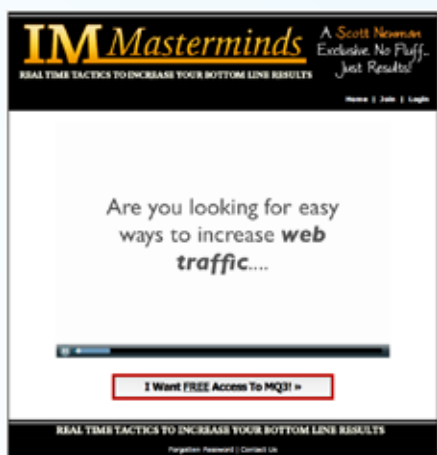 IM Masterminds
REAL TIME TACTICS TO INCREASE YOUR BOTTOM LINE RESULTS
A Scott Newman
Exclusive. No Fluff...
Just Results!
Home | Join | Login
Are you looking for easy
ways to increase web
traffic....
I Want FREE Access To MQ3! »
REAL TIME TACTICS TO INCREASE YOUR BOTTOM LINE RESULTS
Forgotten Password | Contact Us